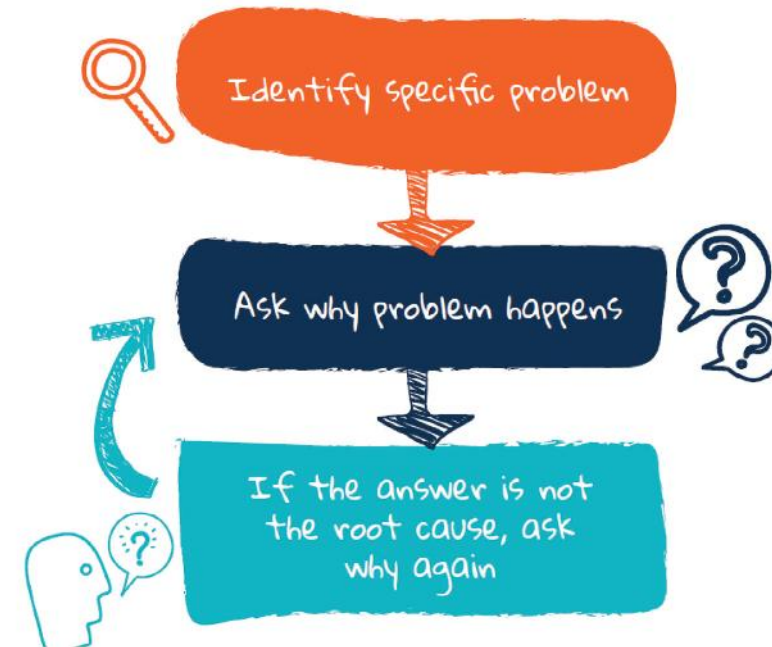 Identify specific problem
?
?
Ask why problem happens
If the answer is not
the root cause, ask
why again
?